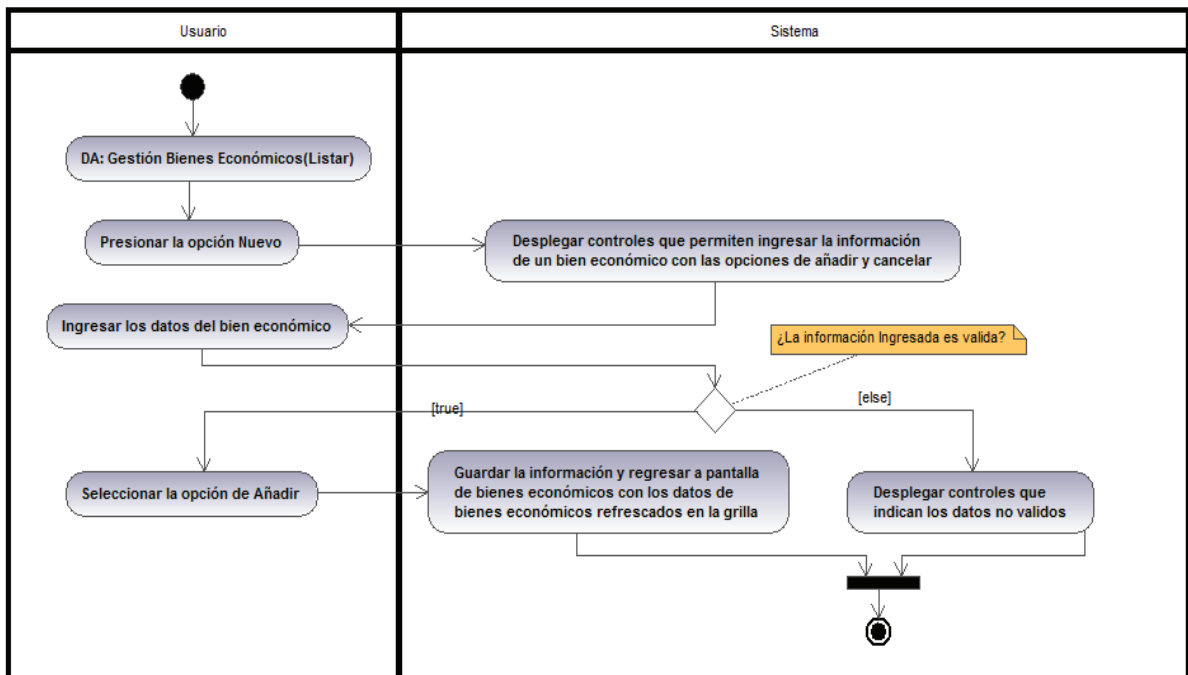 Usuario
Sistema
DA: Gestión Bienes Económicos(Listar)
Presionar la opción Nuevo
Desplegar controles que permiten ingresar la información
de un bien económico con las opciones de añadir y cancelar
Ingresar los datos del bien económico
¿La información Ingresada es valida?
[true]
[else]
Seleccionar la opción de Añadir
Guardar la información y regresar a pantalla
de bienes económicos con los datos de
bienes económicos refrescados en la grilla
Desplegar controles que
indican los datos no validos